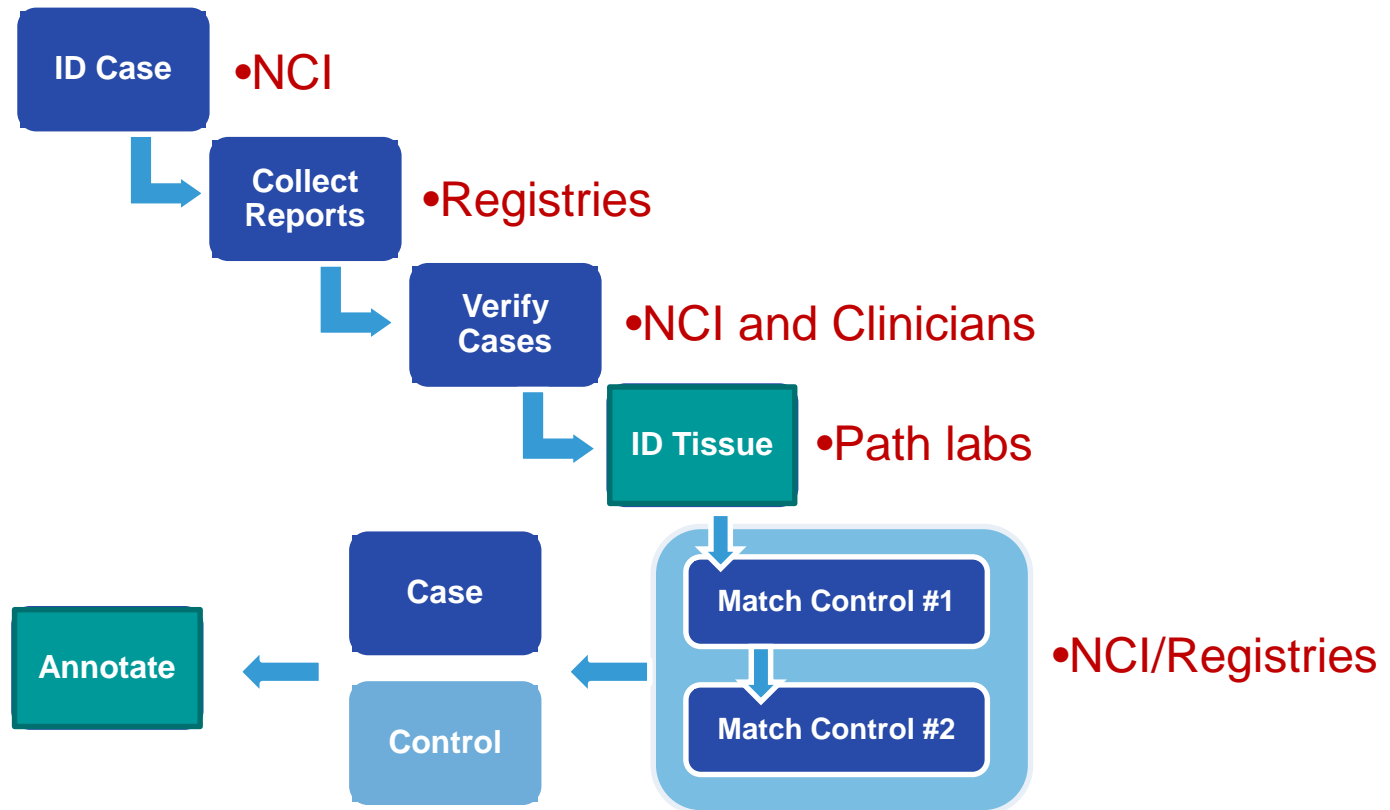 ID Case
•NCI
Collect
Reports
•Registries
Verify
Cases
•NCI and Clinicians
ID Tissue
•Path labs
Match Control #1
Case
•NCI/Registries
Annotate
Match Control #2
Control